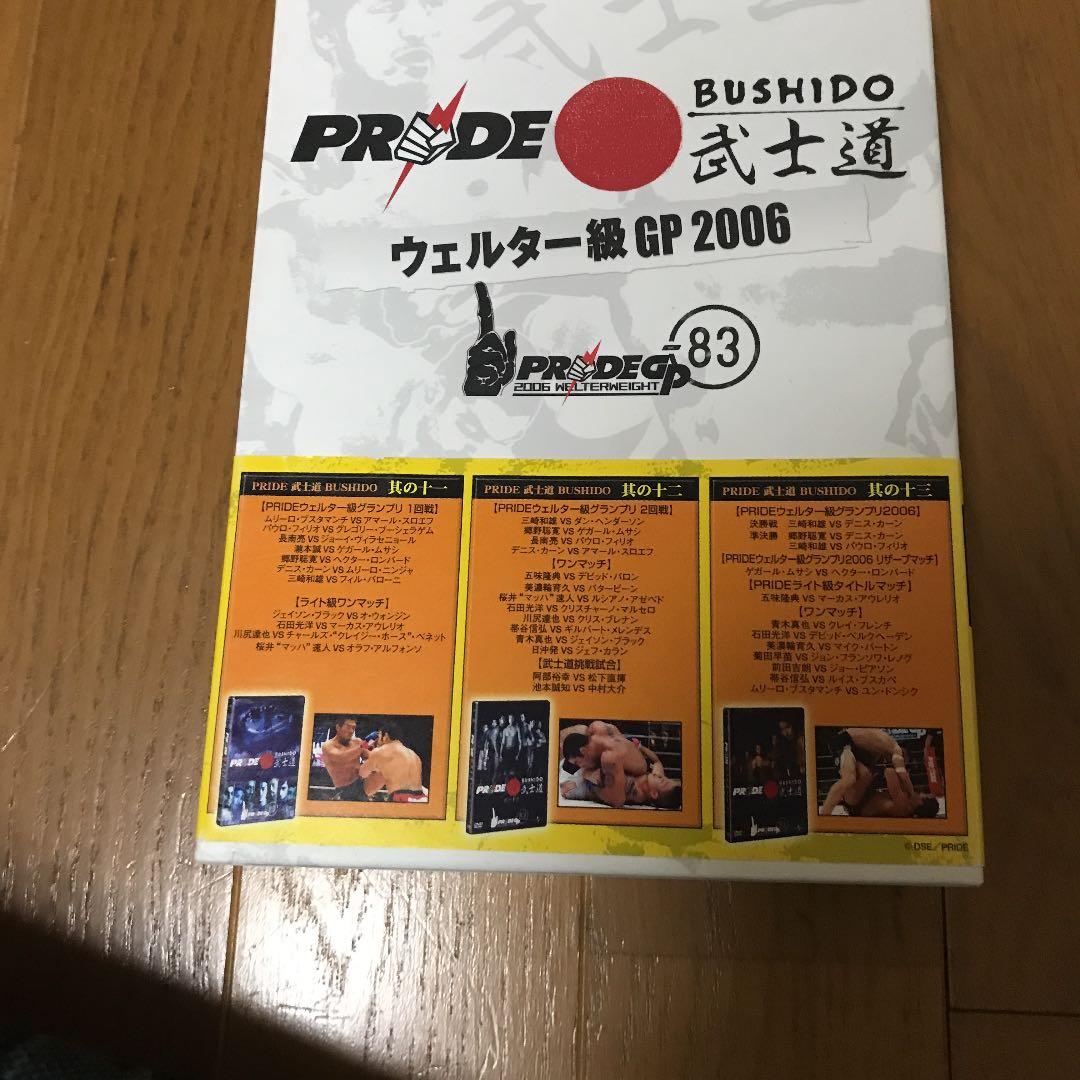 武士道
PRIDE
BUSHIDO
武士道
ウェルター級 GP 2006
PRIDE GP
2006 WELTERWEIGHT
-83
PRIDE 武士道 BUSHIDO 其の十一
【PRIDEウェルター級グランプリ 1回戦】
ムリーロ・ブスタマンチ VS アマール・スロエフ
パウロ・フィリオ VS グレゴリー・ブーシェラゲム
長南亮 VS ジョーイ・ヴィラセニョール
瀧本誠 VS ゲガール・ムサシ
郷野聡寛 VS ヘクター・ロンバード
デニス・カーン VS ムリーロ・ニンジャ
三崎和雄 VS フィル・バローニ
【ライト級ワンマッチ】
ジェイソン・ブラック VS オ・ウォンジン
石田光洋 VS マーカス・アウレリオ
川尻達也 VS チャールズ・“クレイジー・ホース”・ベネット
桜井“マッハ”速人 VS オラフ・アルフォンソ
PRIDE 武士道 BUSHIDO 其の十二
【PRIDEウェルター級グランプリ 2回戦】
三崎和雄 VS ダン・ヘンダーソン
郷野聡寛 VS ゲガール・ムサシ
長南亮 VS パウロ・フィリオ
デニス・カーン VS アマール・スロエフ
【ワンマッチ】
五味隆典 VS デビッド・バロン
美濃輪育久 VS バタービーン
桜井“マッハ”速人 VS ルシアノ・アゼベド
石田光洋 VS クリスチャーノ・マルセロ
川尻達也 VS クリス・ブレナン
帯谷信弘 VS ギルバート・メレンデス
青木真也 VS ジェイソン・ブラック
日沖発 VS ジェフ・カラン
【武士道挑戦試合】
阿部裕幸 VS 松下直揮
池本誠知 VS 中村大介
PRIDE 武士道 BUSHIDO 其の十三
【PRIDEウェルター級グランプリ2006】
決勝戦 三崎和雄 VS デニス・カーン
準決勝 郷野聡寛 VS デニス・カーン
三崎和雄 VS パウロ・フィリオ
【PRIDEウェルター級グランプリ2006 リザーブマッチ】
ゲガール・ムサシ VS ヘクター・ロンバード
【PRIDEライト級タイトルマッチ】
五味隆典 VS マーカス・アウレリオ
【ワンマッチ】
青木真也 VS クレイ・フレンチ
石田光洋 VS デビッド・ベルクヘーデン
美濃輪育久 VS マイク・バートン
菊田早苗 VS ジョン・フランソワ・レノグ
前田吉朗 VS ジョー・ピアソン
帯谷信弘 VS ルイス・ブスカペ
ムリーロ・ブスタマンチ VS ユン・ドンシク
PRIDE
BUSHIDO
武士道
PRIDE
BUSHIDO
武士道
PRIDE
BUSHIDO
武士道
© DSE/PRIDE